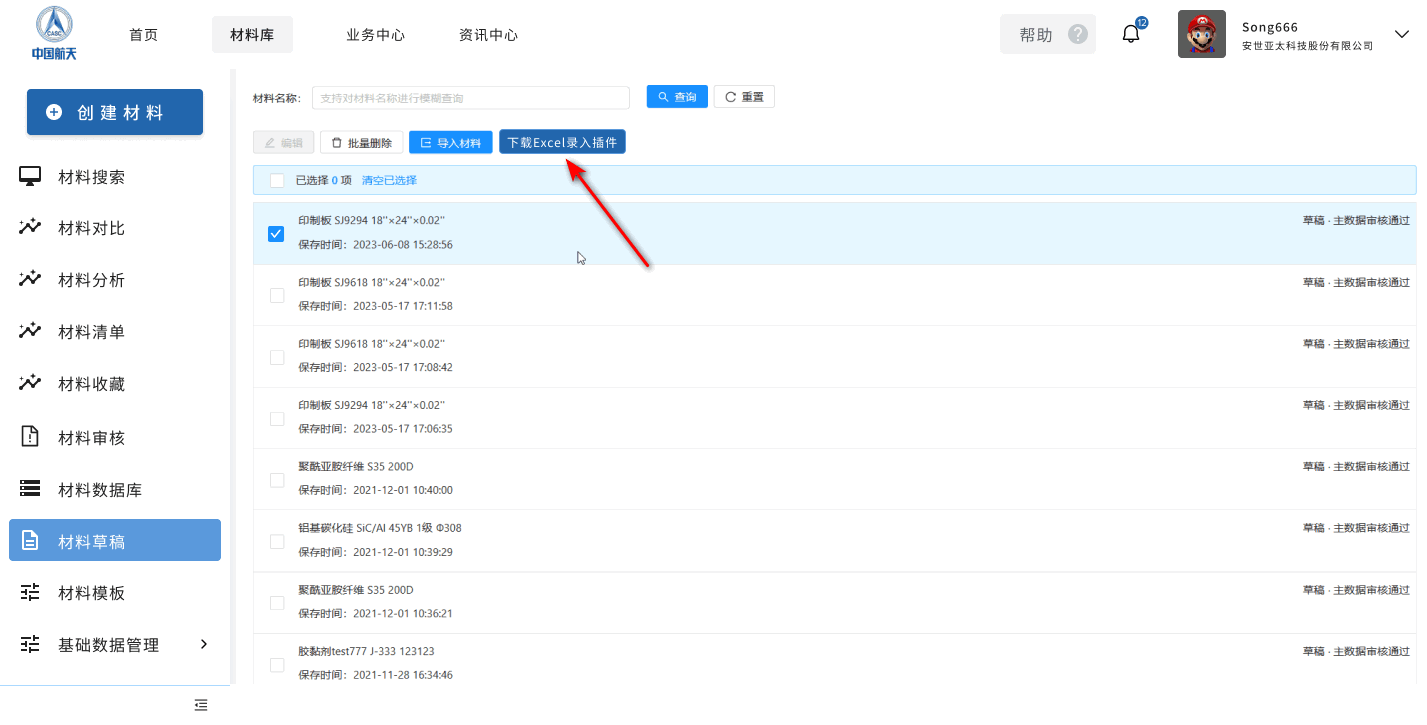 CASC
中国航天
首页
材料库
业务中心
资讯中心
帮助 ?
12
Song666
安世亚太科技股份有限公司
创建材料
材料搜索
材料对比
材料分析
材料清单
材料收藏
材料审核
材料数据库
材料草稿
材料模板
基础数据管理
材料名称: 支持对材料名称进行模糊查询 查询 重置
编辑 批量删除 导入材料 下载Excel录入插件
已选择 0 项 清空已选择
印制板 SJ9294 18''×24''×0.02'' 草稿 · 主数据审核通过
保存时间：2023-06-08 15:28:56
印制板 SJ9618 18''×24''×0.02'' 草稿 · 主数据审核通过
保存时间：2023-05-17 17:11:58
印制板 SJ9618 18''×24''×0.02'' 草稿 · 主数据审核通过
保存时间：2023-05-17 17:08:42
印制板 SJ9294 18''×24''×0.02'' 草稿 · 主数据审核通过
保存时间：2023-05-17 17:06:35
聚酰亚胺纤维 S35 200D 草稿 · 主数据审核通过
保存时间：2021-12-01 10:40:00
铝基碳化硅 SiC/Al 45YB 1级 Φ308 草稿 · 主数据审核通过
保存时间：2021-12-01 10:39:29
聚酰亚胺纤维 S35 200D 草稿 · 主数据审核通过
保存时间：2021-12-01 10:36:21
胶黏剂test777 J-333 123123 草稿 · 主数据审核通过
保存时间：2021-11-28 16:34:46